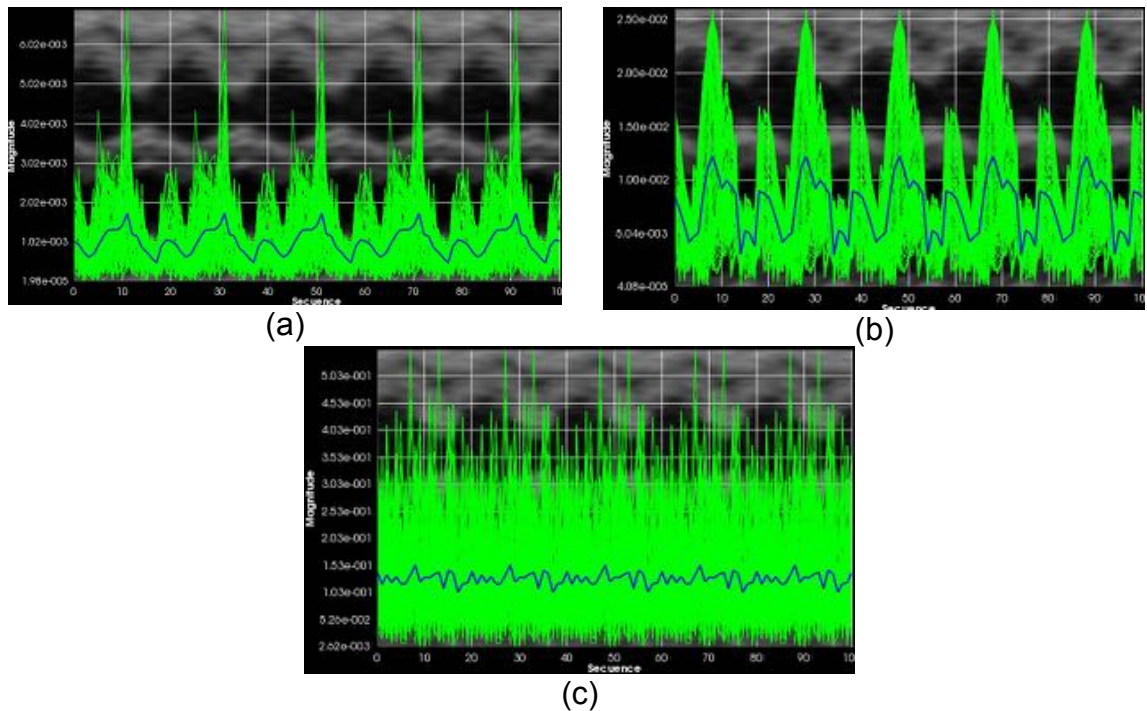 6.02e-003
5.02e-003
4.02e-003
3.02e-003
2.02e-003
1.02e-003
1.98e-005
Magnitude
0 10 20 30 40 50 60 70 80 90 100
Secuence
(a)
2.50e-002
2.00e-002
1.50e-002
1.00e-002
5.04e-003
4.08e-005
Magnitude
0 10 20 30 40 50 60 70 80 90 100
Secuence
(b)
5.03e-001
4.53e-001
4.03e-001
3.53e-001
3.03e-001
2.53e-001
2.03e-001
1.53e-001
1.03e-001
5.26e-002
2.62e-003
Magnitude
0 10 20 30 40 50 60 70 80 90 100
Secuence
(c)